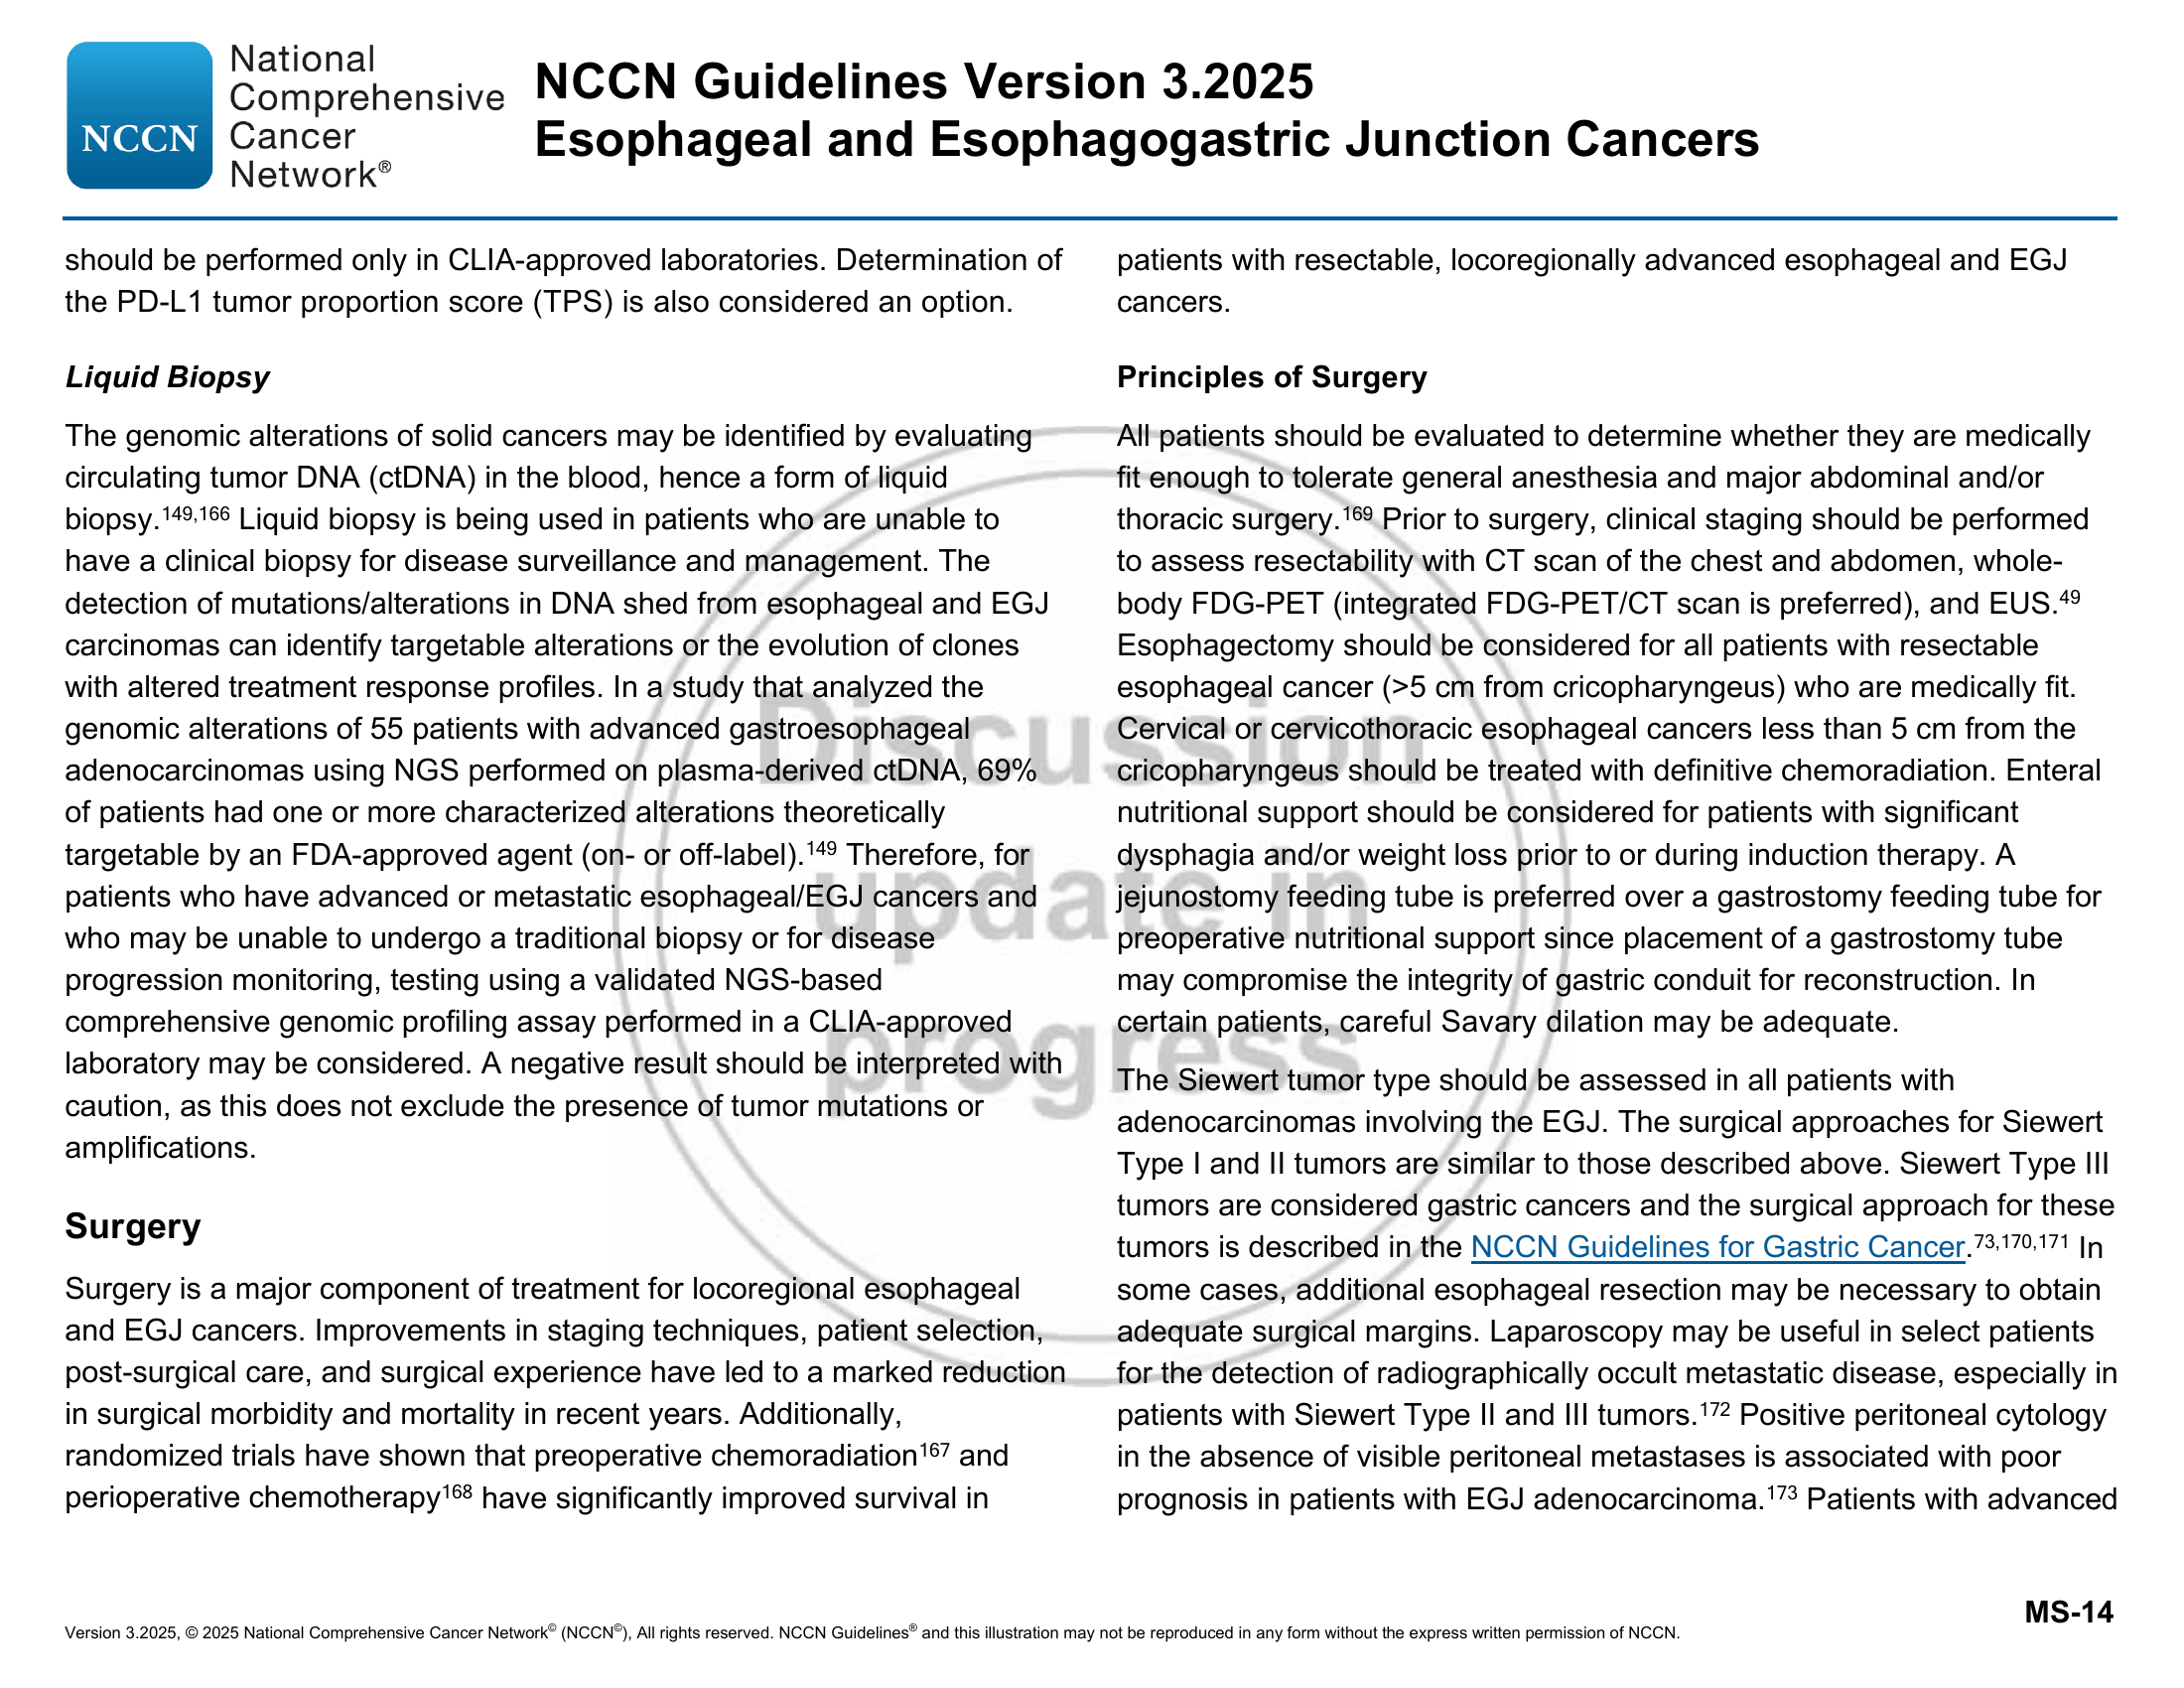 NCCN
National
Comprehensive
Cancer
Network®
NCCN Guidelines Version 3.2025
Esophageal and Esophagogastric Junction Cancers
should be performed only in CLIA-approved laboratories. Determination of
the PD-L1 tumor proportion score (TPS) is also considered an option.
Liquid Biopsy
The genomic alterations of solid cancers may be identified by evaluating
circulating tumor DNA (ctDNA) in the blood, hence a form of liquid
biopsy.149,166 Liquid biopsy is being used in patients who are unable to
have a clinical biopsy for disease surveillance and management. The
detection of mutations/alterations in DNA shed from esophageal and EGJ
carcinomas can identify targetable alterations or the evolution of clones
with altered treatment response profiles. In a study that analyzed the
genomic alterations of 55 patients with advanced gastroesophageal
adenocarcinomas using NGS performed on plasma-derived ctDNA, 69%
of patients had one or more characterized alterations theoretically
targetable by an FDA-approved agent (on- or off-label).149 Therefore, for
patients who have advanced or metastatic esophageal/EGJ cancers and
who may be unable to undergo a traditional biopsy or for disease
progression monitoring, testing using a validated NGS-based
comprehensive genomic profiling assay performed in a CLIA-approved
laboratory may be considered. A negative result should be interpreted with
caution, as this does not exclude the presence of tumor mutations or
amplifications.
Surgery
Surgery is a major component of treatment for locoregional esophageal
and EGJ cancers. Improvements in staging techniques, patient selection,
post-surgical care, and surgical experience have led to a marked reduction
in surgical morbidity and mortality in recent years. Additionally,
randomized trials have shown that preoperative chemoradiation167 and
perioperative chemotherapy168 have significantly improved survival in
patients with resectable, locoregionally advanced esophageal and EGJ
cancers.
Principles of Surgery
All patients should be evaluated to determine whether they are medically
fit enough to tolerate general anesthesia and major abdominal and/or
thoracic surgery.169 Prior to surgery, clinical staging should be performed
to assess resectability with CT scan of the chest and abdomen, whole-
body FDG-PET (integrated FDG-PET/CT scan is preferred), and EUS.49
Esophagectomy should be considered for all patients with resectable
esophageal cancer (>5 cm from cricopharyngeus) who are medically fit.
Cervical or cervicothoracic esophageal cancers less than 5 cm from the
cricopharyngeus should be treated with definitive chemoradiation. Enteral
nutritional support should be considered for patients with significant
dysphagia and/or weight loss prior to or during induction therapy. A
jejunostomy feeding tube is preferred over a gastrostomy feeding tube for
preoperative nutritional support since placement of a gastrostomy tube
may compromise the integrity of gastric conduit for reconstruction. In
certain patients, careful Savary dilation may be adequate.
The Siewert tumor type should be assessed in all patients with
adenocarcinomas involving the EGJ. The surgical approaches for Siewert
Type I and II tumors are similar to those described above. Siewert Type III
tumors are considered gastric cancers and the surgical approach for these
tumors is described in the NCCN Guidelines for Gastric Cancer.73,170,171 In
some cases, additional esophageal resection may be necessary to obtain
adequate surgical margins. Laparoscopy may be useful in select patients
for the detection of radiographically occult metastatic disease, especially in
patients with Siewert Type II and III tumors.172 Positive peritoneal cytology
in the absence of visible peritoneal metastases is associated with poor
prognosis in patients with EGJ adenocarcinoma.173 Patients with advanced
Discussion
update in
progress
MS-14
Version 3.2025, © 2025 National Comprehensive Cancer Network© (NCCN©), All rights reserved. NCCN Guidelines® and this illustration may not be reproduced in any form without the express written permission of NCCN.